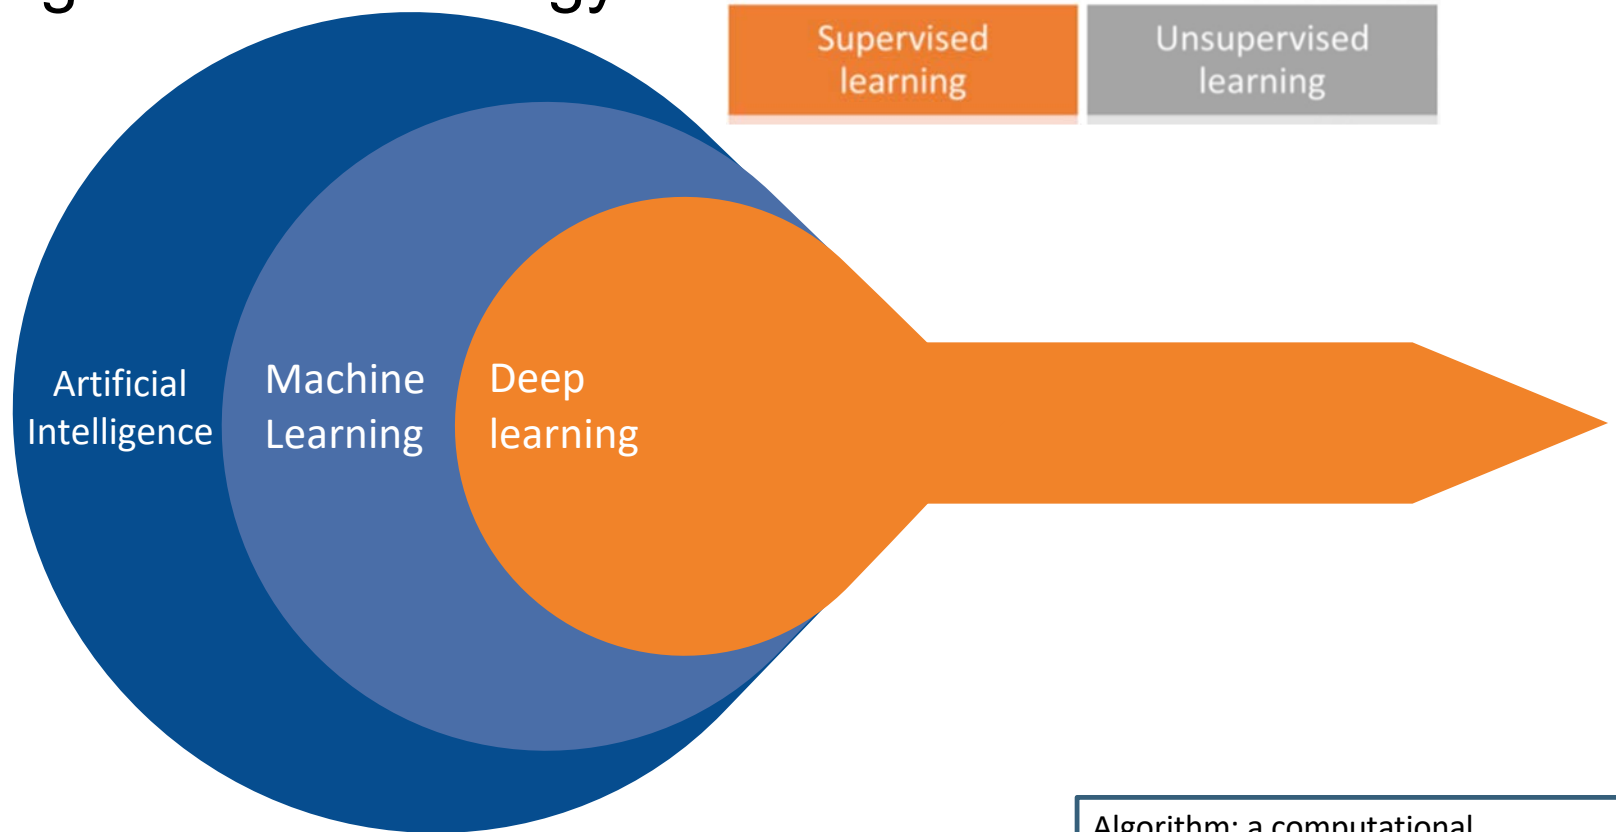 Supervised
learning
Unsupervised
learning
Artificial
Intelligence
Machine
Learning
Deep
learning
Algorithm: a computational